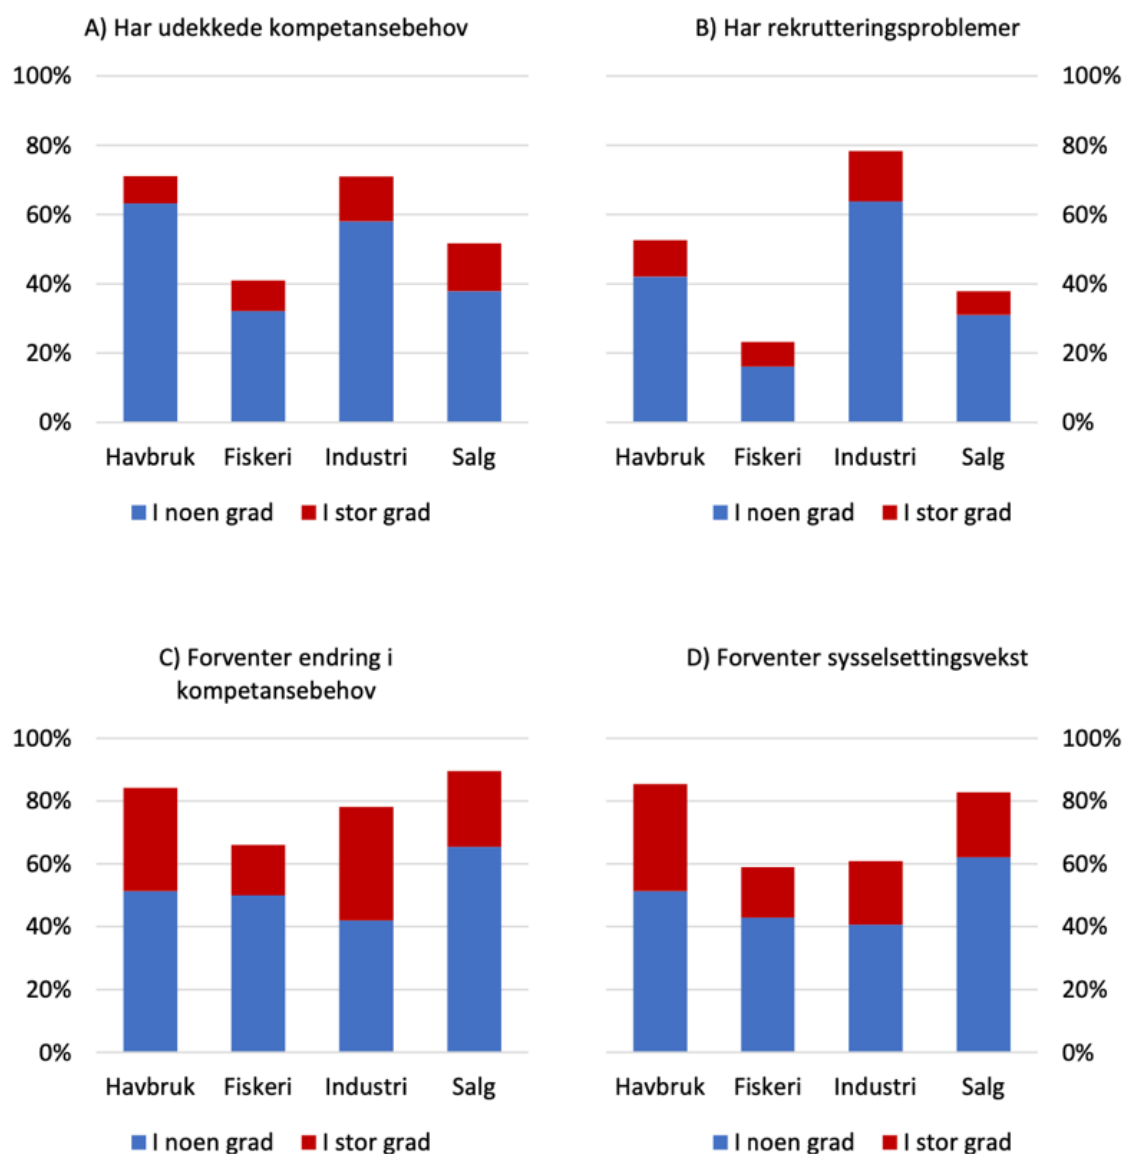 A) Har udekkede kompetansebehov
100%
80%
60%
40%
20%
0%
Havbruk Fiskeri Industri Salg
I noen grad I stor grad
B) Har rekrutteringsproblemer
100%
80%
60%
40%
20%
0%
Havbruk Fiskeri Industri Salg
I noen grad I stor grad
C) Forventer endring i
kompetansebehov
100%
80%
60%
40%
20%
0%
Havbruk Fiskeri Industri Salg
I noen grad I stor grad
D) Forventer sysselsettingsvekst
100%
80%
60%
40%
20%
0%
Havbruk Fiskeri Industri Salg
I noen grad I stor grad